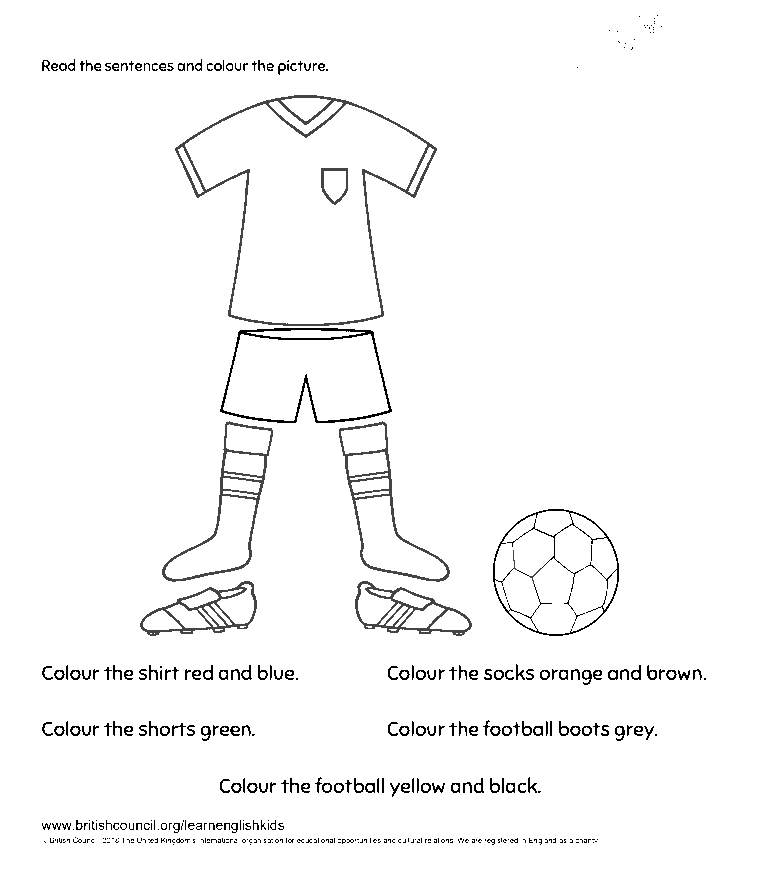 Read the sentences and colour the picture.
Colour the shirt red and blue.
Colour the socks orange and brown.
Colour the shorts green.
Colour the football boots grey.
Colour the football yellow and black.
www.britishcouncil.org/learnenglishkids
British Council The United Kingdom's international organisation for educational opportunities and cultural relations. We are registered in England as a charity.